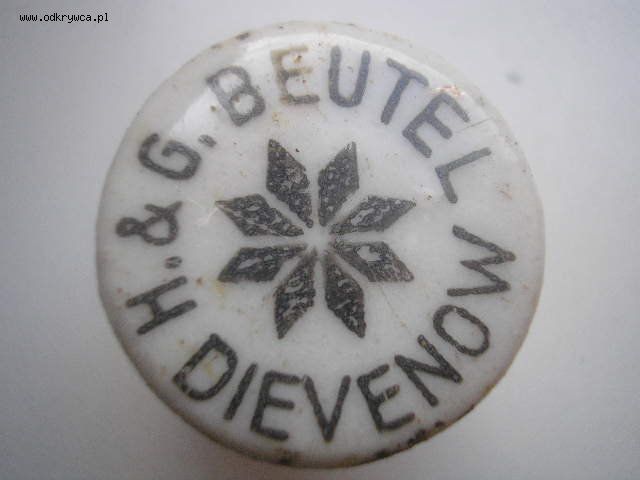 www.odkrywca.pl
H. & G. BEUTEL
DIEVENOW